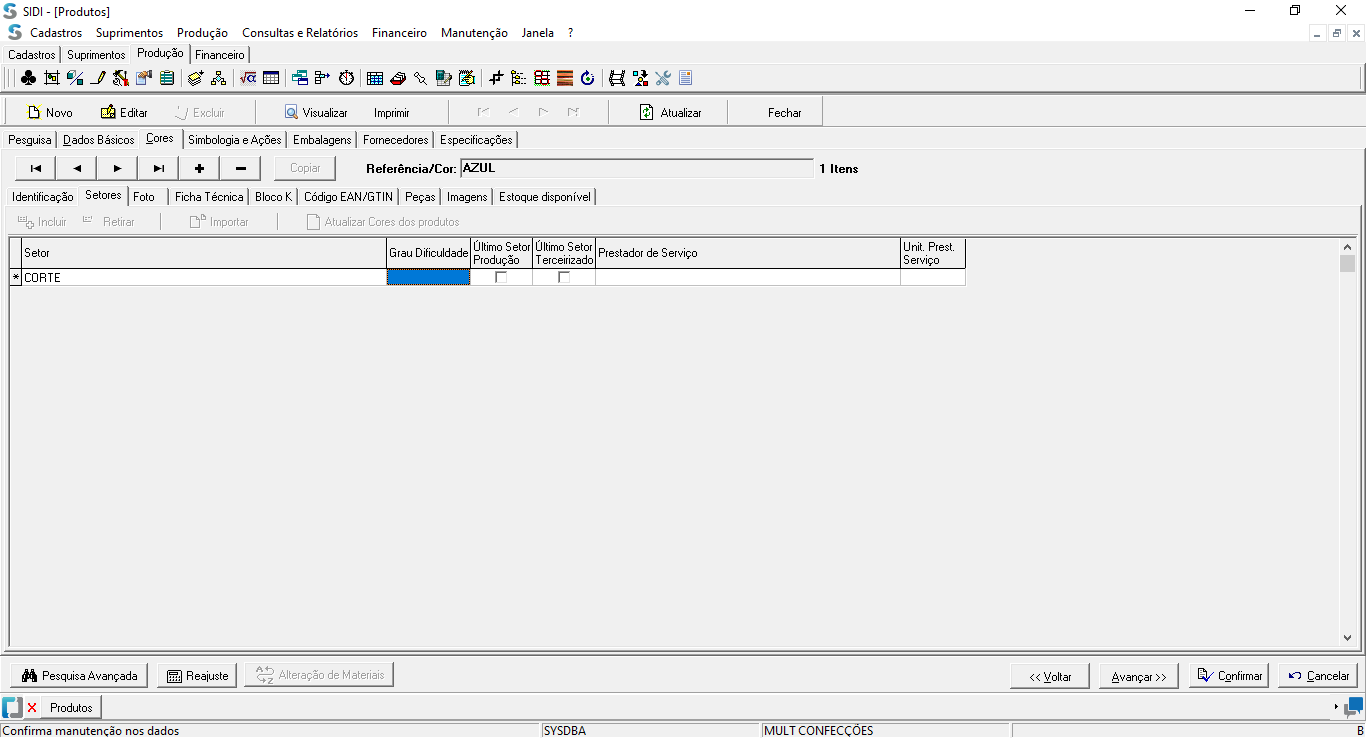 SIDI - [Produtos]
Cadastros Suprimentos Produção Consultas e Relatórios Financeiro Manutenção Janela ?
Cadastros Suprimentos Produção Financeiro
Novo Editar Excluir Visualizar Imprimir Atualizar Fechar
Pesquisa Dados Básicos Cores Simbologia e Ações Embalagens Fornecedores Especificações
Copiar Referência/Cor: AZUL 1 Itens
Identificação Setores Foto Ficha Técnica Bloco K Código EAN/GTIN Peças Imagens Estoque disponível
Incluir Retirar Importar Atualizar Cores dos produtos
Setor Grau Dificuldade Último Setor Produção Último Setor Terceirizado Prestador de Serviço Unit. Prest. Serviço
* CORTE
Pesquisa Avançada Reajuste Alteração de Materiais << Voltar Avançar >> Confirmar Cancelar
Produtos
Confirma manutenção nos dados SYSDBA MULT CONFECÇÕES B